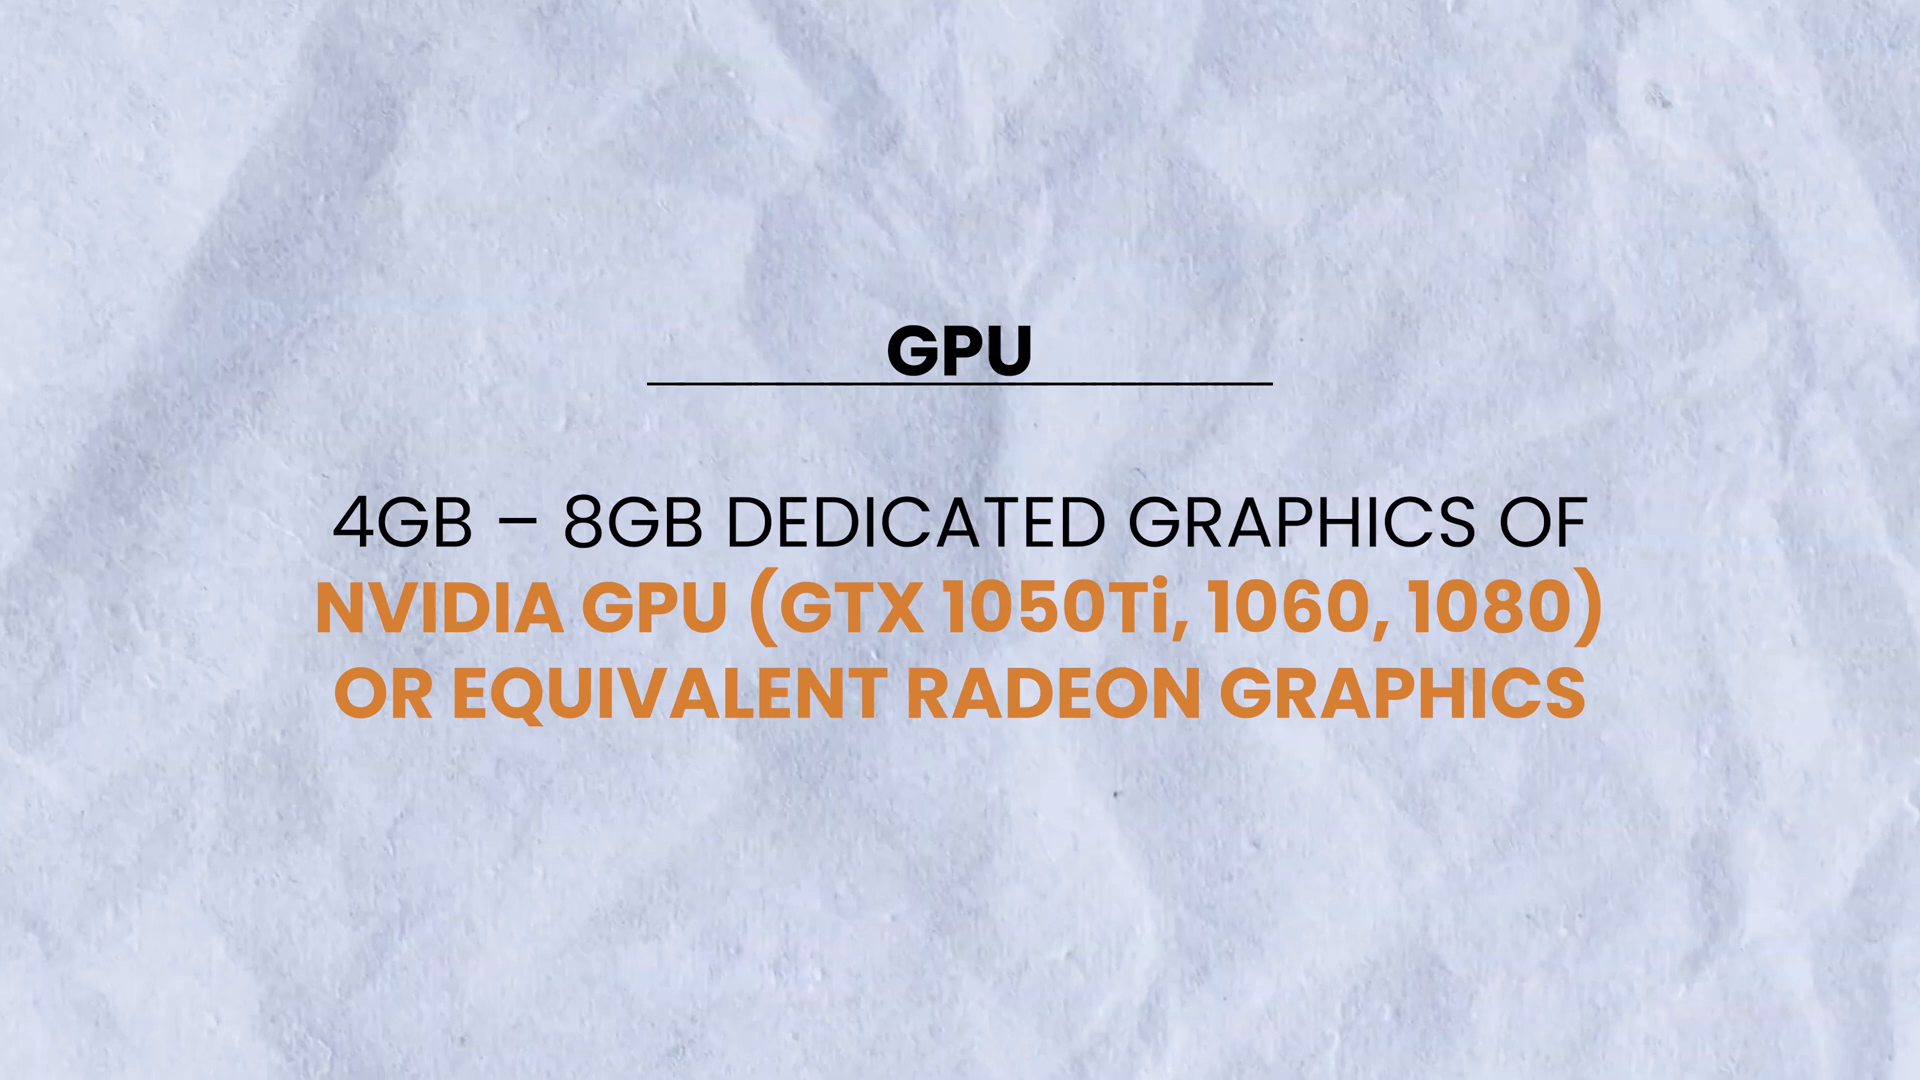 GPU
4GB – 8GB DEDICATED GRAPHICS OF
NVIDIA GPU (GTX 1050Ti, 1060, 1080)
OR EQUIVALENT RADEON GRAPHICS